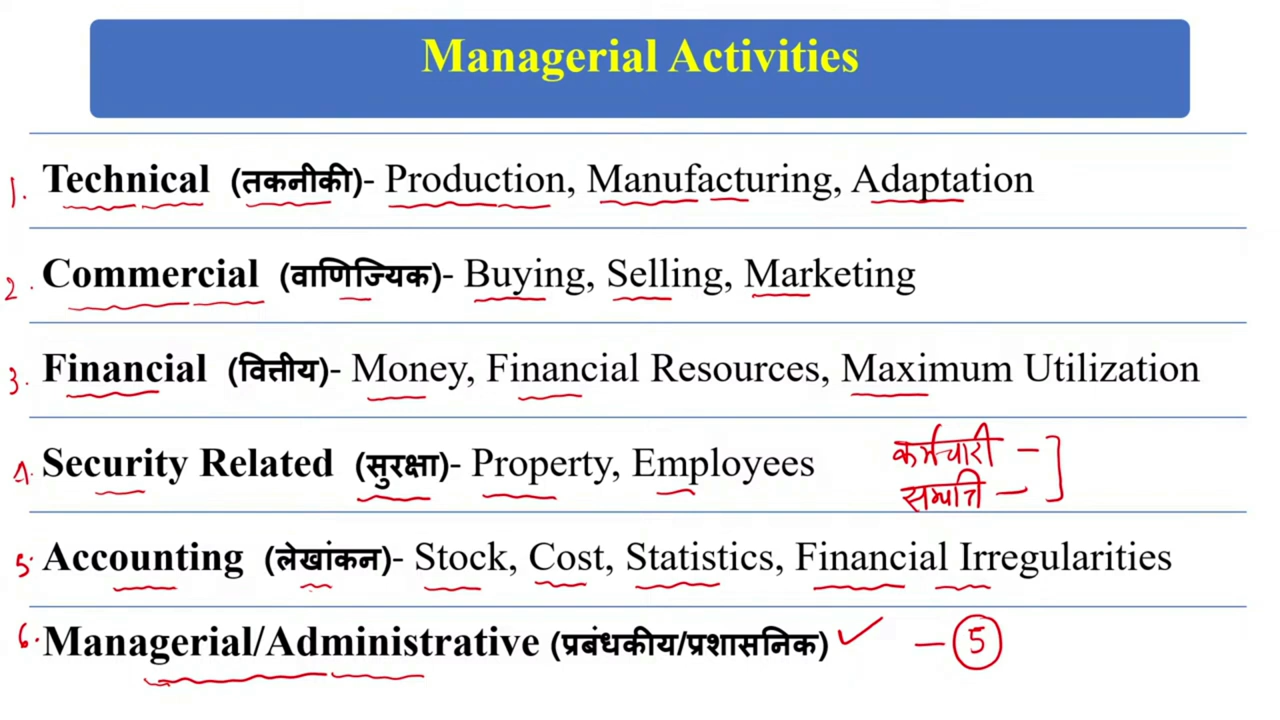 Managerial Activities
1. Technical (तकनीकी)- Production, Manufacturing, Adaptation
2. Commercial (वाणिज्यिक)- Buying, Selling, Marketing
3. Financial (वित्तीय)- Money, Financial Resources, Maximum Utilization
4. Security Related (सुरक्षा)- Property, Employees कर्मचारी -
सम्पत्ति -
5. Accounting (लेखांकन)- Stock, Cost, Statistics, Financial Irregularities
6. Managerial/Administrative (प्रबंधकीय/प्रशासनिक) ✓ - 5